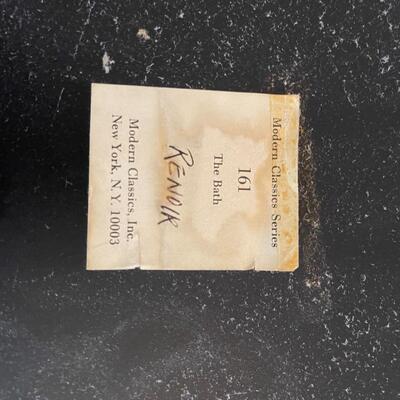 Modern Classics Series
161
The Bath
RENOIR
Modern Classics, Inc.
New York, N.Y. 10003